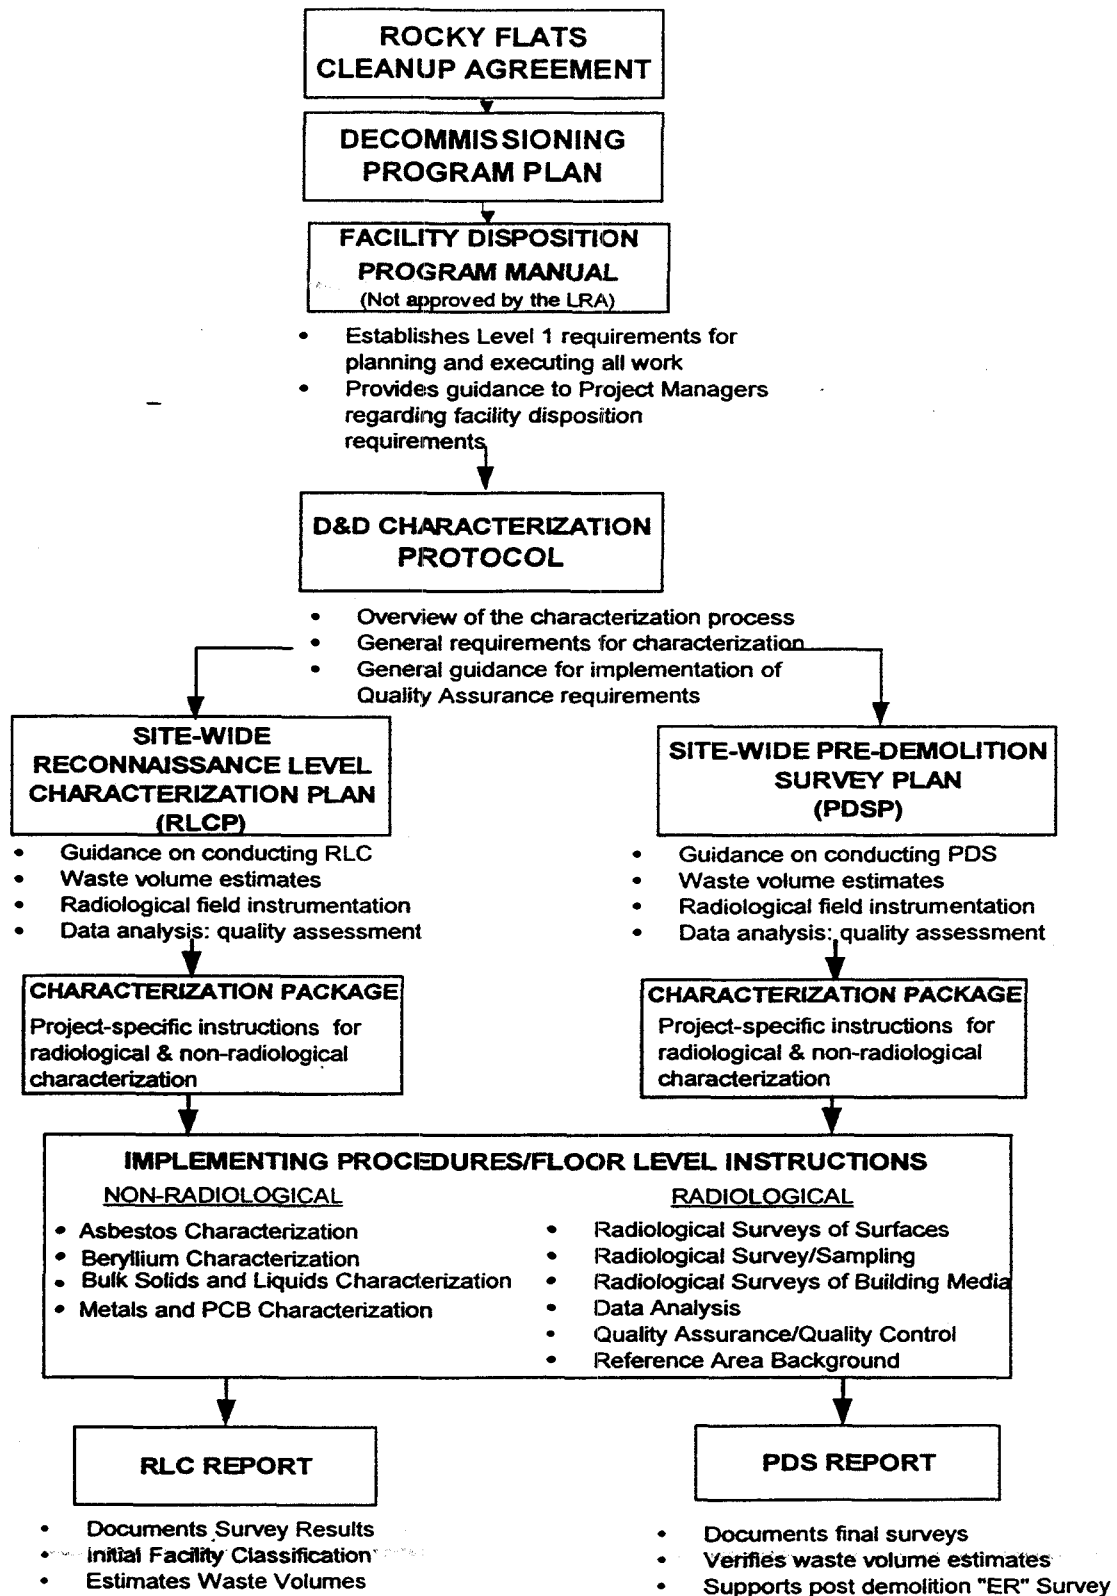 ROCKY FLATS
CLEANUP AGREEMENT
DECOMMISSIONING
PROGRAM PLAN
FACILITY DISPOSITION
PROGRAM MANUAL
(Not approved by the LRA)
• Establishes Level 1 requirements for
planning and executing all work
• Provides guidance to Project Managers
regarding facility disposition
requirements
D&D CHARACTERIZATION
PROTOCOL
• Overview of the characterization process
• General requirements for characterization
• General guidance for implementation of
Quality Assurance requirements
SITE-WIDE
RECONNAISSANCE LEVEL
CHARACTERIZATION PLAN
(RLCP)
• Guidance on conducting RLC
• Waste volume estimates
• Radiological field instrumentation
• Data analysis: quality assessment
SITE-WIDE PRE-DEMOLITION
SURVEY PLAN
(PDSP)
• Guidance on conducting PDS
• Waste volume estimates
• Radiological field instrumentation
• Data analysis: quality assessment
CHARACTERIZATION PACKAGE
Project-specific instructions for
radiological & non-radiological
characterization
CHARACTERIZATION PACKAGE
Project-specific instructions for
radiological & non-radiological
characterization
IMPLEMENTING PROCEDURES/FLOOR LEVEL INSTRUCTIONS
NON-RADIOLOGICAL
• Asbestos Characterization
• Beryllium Characterization
• Bulk Solids and Liquids Characterization
• Metals and PCB Characterization
RADIOLOGICAL
• Radiological Surveys of Surfaces
• Radiological Survey/Sampling
• Radiological Surveys of Building Media
• Data Analysis
• Quality Assurance/Quality Control
• Reference Area Background
RLC REPORT
• Documents Survey Results
• Initial Facility Classification
• Estimates Waste Volumes
PDS REPORT
• Documents final surveys
• Verifies waste volume estimates
• Supports post demolition "ER" Survey